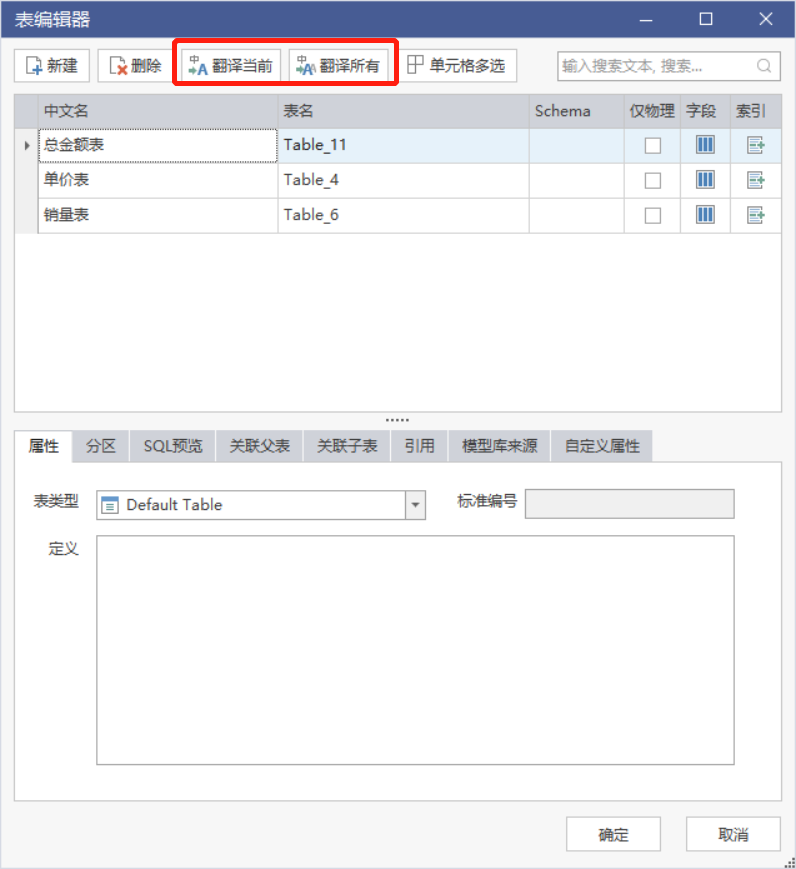 表编辑器
新建 删除 翻译当前 翻译所有 单元格多选 输入搜索文本, 搜索...
中文名 表名 Schema 仅物理 字段 索引
总金额表 Table_11
单价表 Table_4
销量表 Table_6
属性 分区 SQL预览 关联父表 关联子表 引用 模型库来源 自定义属性
表类型 Default Table 标准编号
定义
确定 取消